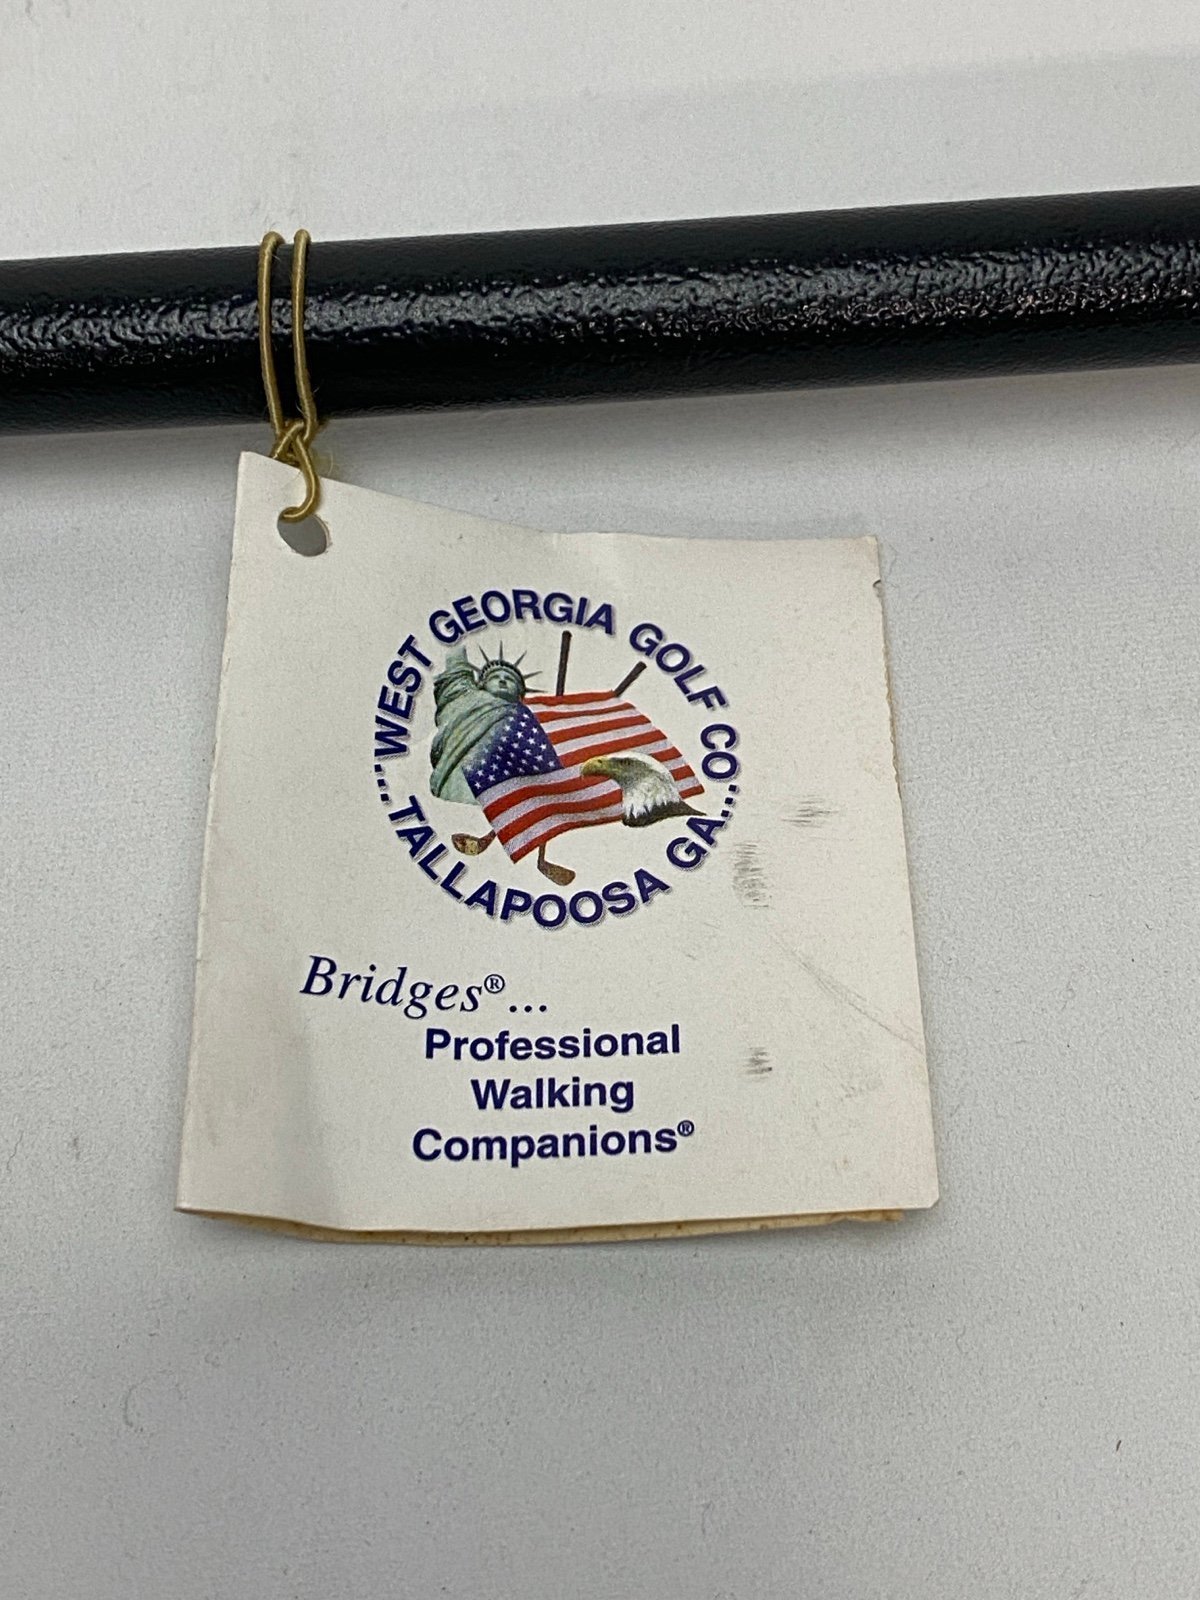 ...WEST GEORGIA GOLF CO...
TALLAPOOSA GA...
Bridges®...
Professional
Walking
Companions®